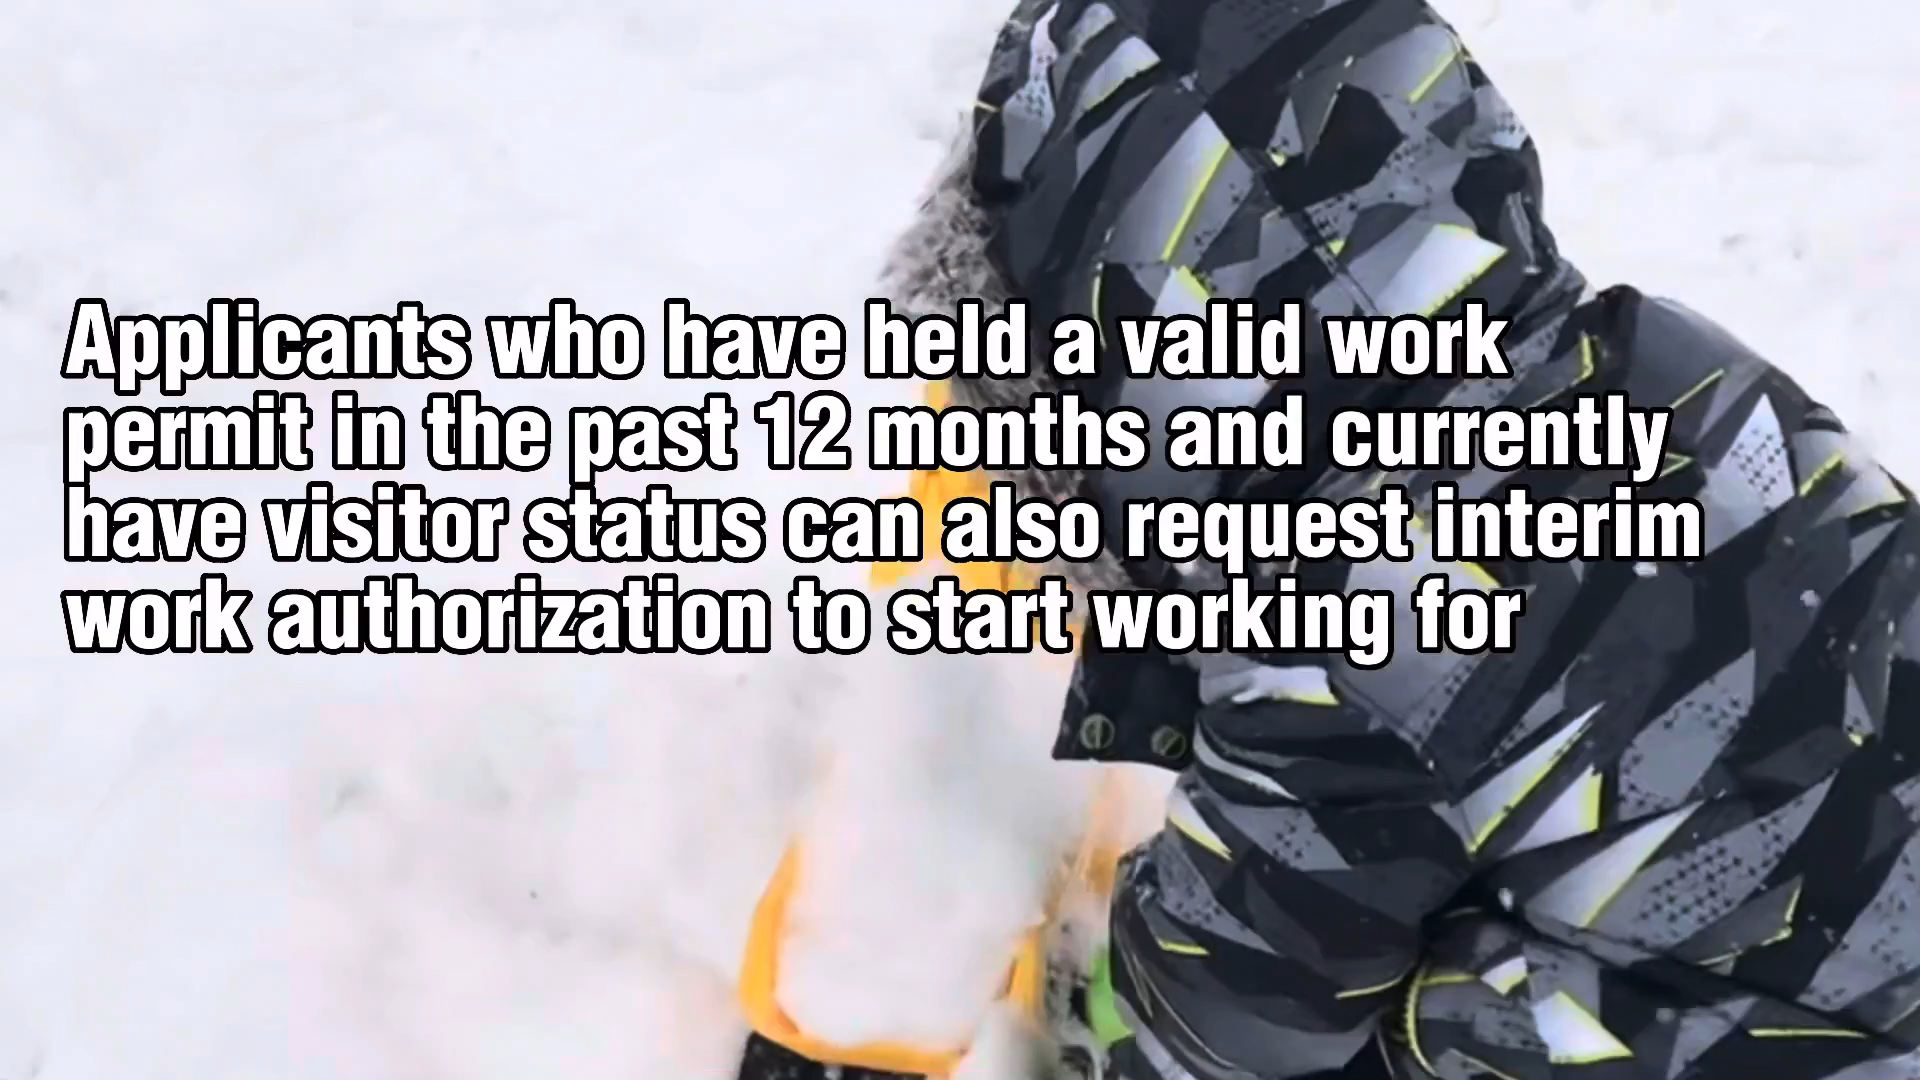 Applicants who have held a valid work
permit in the past 12 months and currently
have visitor status can also request interim
work authorization to start working for